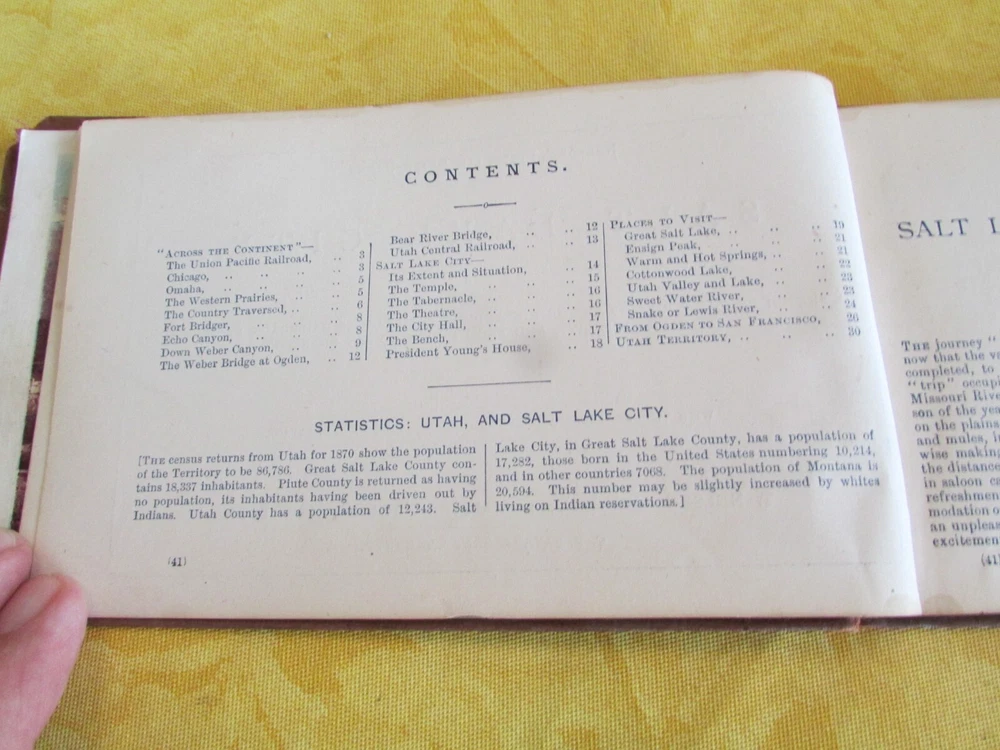 CONTENTS.
"ACROSS THE CONTINENT"—
The Union Pacific Railroad, .. 3
Chicago, .. .. .. 3
Omaha, .. .. .. 5
The Western Prairies, .. 5
The Country Traversed, .. 6
Fort Bridger, .. .. 8
Echo Canyon, .. .. 8
Down Weber Canyon, .. 9
The Weber Bridge at Ogden, .. 12
Bear River Bridge, .. .. 12
Utah Central Railroad, .. 13
SALT LAKE CITY—
Its Extent and Situation, .. 14
The Temple, .. .. 15
The Tabernacle, .. .. 16
The Theatre, .. .. 16
The City Hall, .. .. 17
The Bench, .. .. 17
President Young's House, .. 18
PLACES TO VISIT—
Great Salt Lake, .. .. .. 19
Ensign Peak, .. .. .. 21
Warm and Hot Springs, .. .. 21
Cottonwood Lake, .. .. 22
Utah Valley and Lake, .. .. 23
Sweet Water River, .. .. 23
Snake or Lewis River, .. .. 24
FROM OGDEN TO SAN FRANCISCO, .. 26
UTAH TERRITORY, .. .. .. 30
STATISTICS: UTAH, AND SALT LAKE CITY.
[THE census returns from Utah for 1870 show the population
of the Territory to be 86,786. Great Salt Lake County con-
tains 18,337 inhabitants. Piute County is returned as having
no population, its inhabitants having been driven out by
Indians. Utah County has a population of 12,243. Salt
Lake City, in Great Salt Lake County, has a population of
17,282, those born in the United States numbering 10,214,
and in other countries 7068. The population of Montana is
20,594. This number may be slightly increased by whites
living on Indian reservations.]
(41)
SALT L
THE journey "
now that the
completed, to
"trip" occupi
Missouri Rive
son of the yea
on the plains
and mules, i
wise making
the distance
in saloon ca
refreshmen
modation o
an unpleas
excitemen
(41